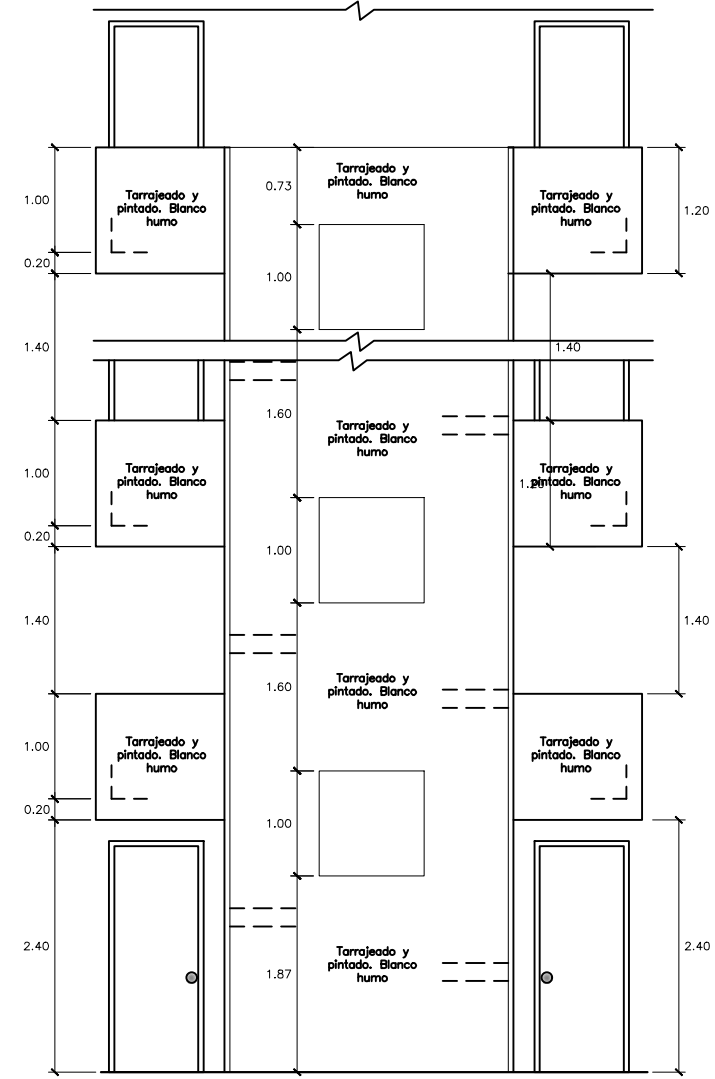 Tarrajeado y
pintado. Blanco
humo
0.73
1.00
Tarrajeado y
pintado. Blanco
humo
Tarrajeado y
pintado. Blanco
humo
1.20
0.20
1.00
1.40
1.40
1.60
Tarrajeado y
pintado. Blanco
humo
1.00
Tarrajeado y
pintado. Blanco
humo
Tarrajeado y
pintado. Blanco
humo
1.20
0.20
1.00
1.40
1.40
1.60
Tarrajeado y
pintado. Blanco
humo
1.00
Tarrajeado y
pintado. Blanco
humo
Tarrajeado y
pintado. Blanco
humo
0.20
1.00
2.40
Tarrajeado y
pintado. Blanco
humo
2.40
1.87